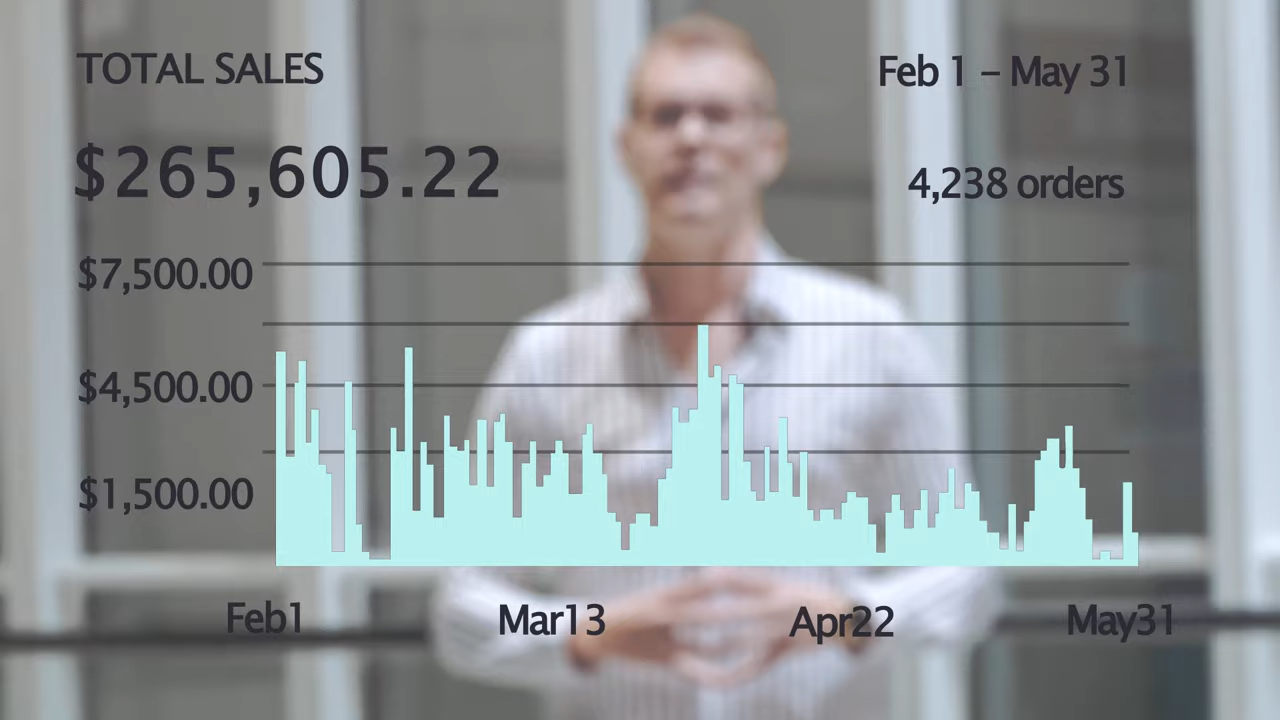 TOTAL SALES
Feb 1 – May 31
$265,605.22
4,238 orders
$7,500.00
$4,500.00
$1,500.00
Feb1
Mar13
Apr22
May31